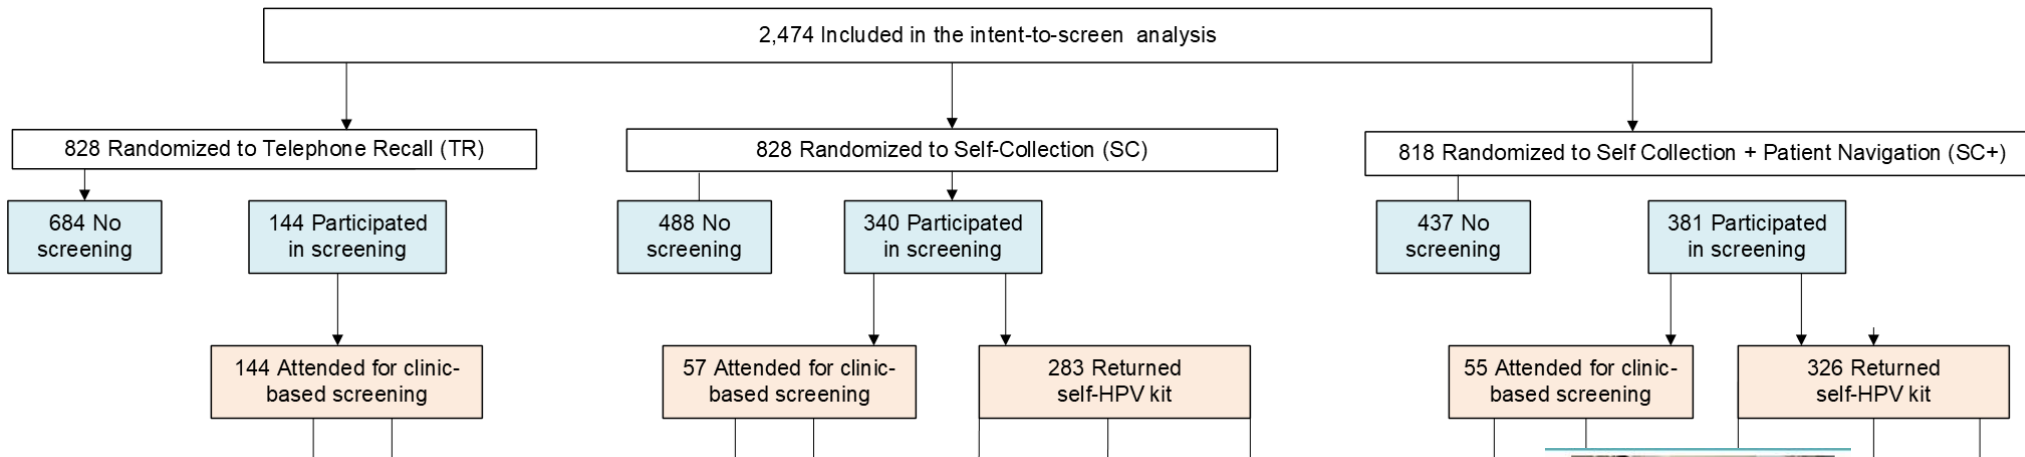 2,474 Included in the intent-to-screen analysis
828 Randomized to Telephone Recall (TR)
828 Randomized to Self-Collection (SC)
818 Randomized to Self Collection + Patient Navigation (SC+)
684 No
screening
144 Participated
in screening
488 No
screening
340 Participated
in screening
437 No
screening
381 Participated
in screening
144 Attended for clinic-
based screening
57 Attended for clinic-
based screening
283 Returned
self-HPV kit
55 Attended for clinic-
based screening
326 Returned
self-HPV kit